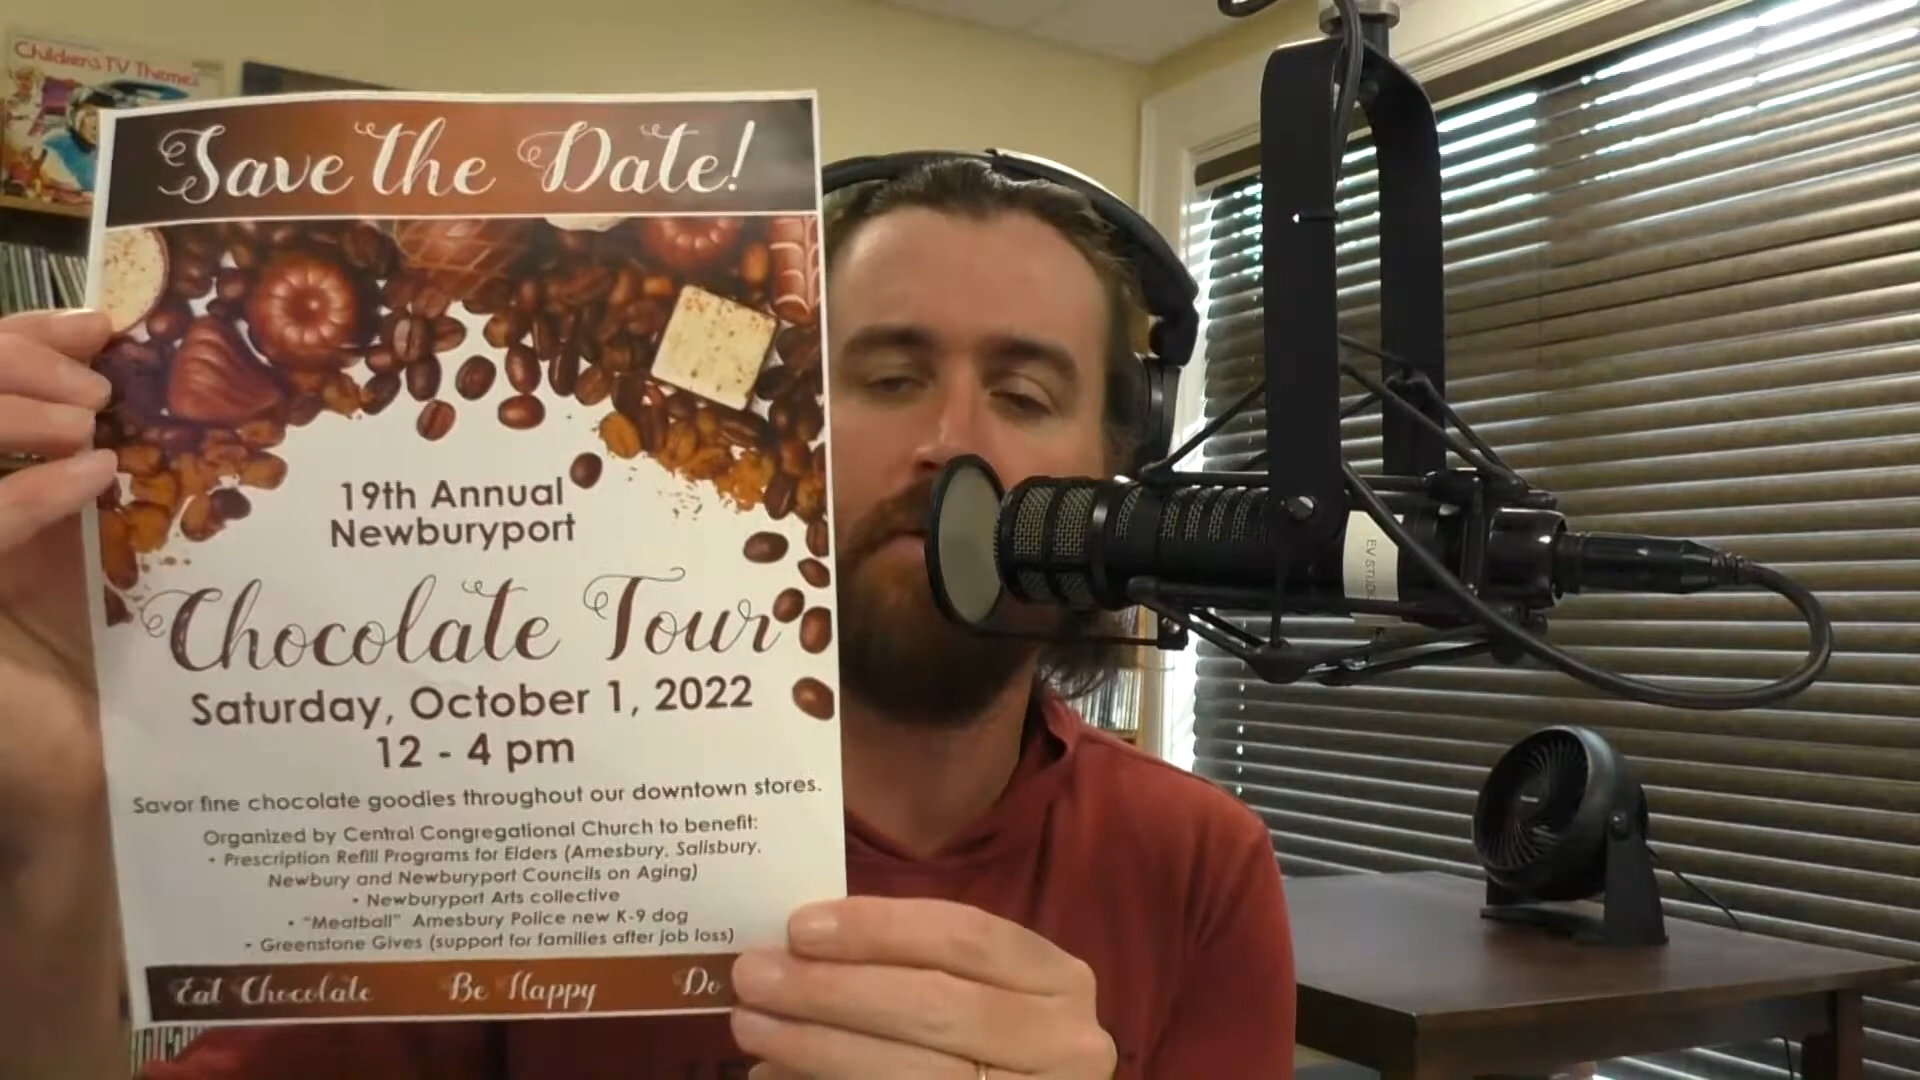 Children's TV Themes
Save the Date!
19th Annual
Newburyport
Chocolate Tour
Saturday, October 1, 2022
12 - 4 pm
Savor fine chocolate goodies throughout our downtown stores.
Organized by Central Congregational Church to benefit:
• Prescription Refill Programs for Elders (Amesbury, Salisbury,
Newbury and Newburyport Councils on Aging)
• Newburyport Arts collective
• "Meatball" Amesbury Police new K-9 dog
• Greenstone Gives (support for families after job loss)
Eat Chocolate Be Happy Do
EV STUDIO